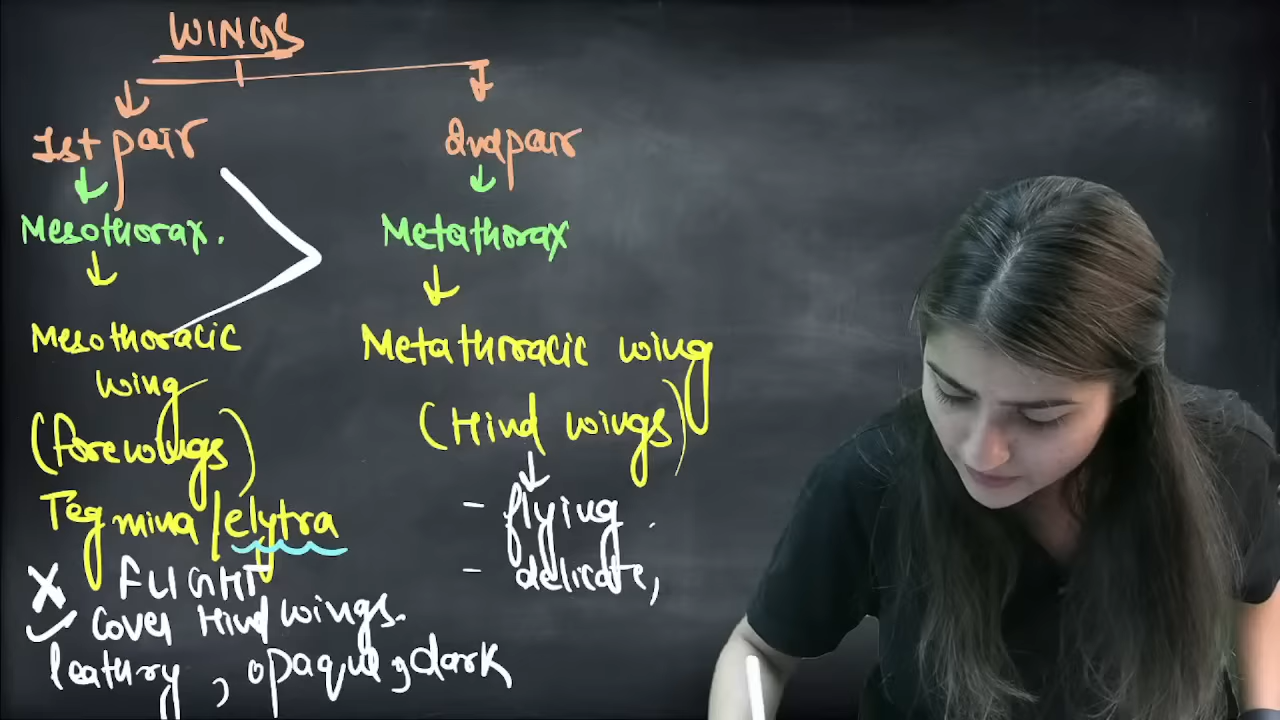 WINGS
1st pair
2nd pair
Mesothorax.
Metathorax
Mesothoracic
wing
(forewings)
Tegmina/elytra
X FLIGHT
✓ cover Hind wings.
leathry, opaque, dark
Metathroacic wing
(Hind wings)
- flying.
- delicate,